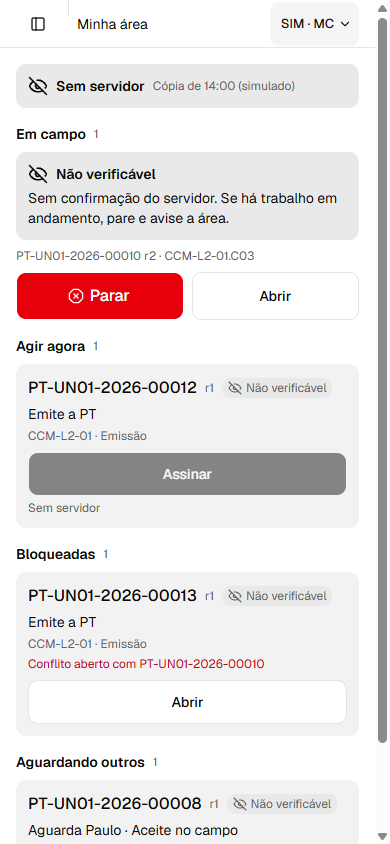 Minha área
SIM · MC
Sem servidor Cópia de 14:00 (simulado)
Em campo 1
Não verificável
Sem confirmação do servidor. Se há trabalho em
andamento, pare e avise a área.
PT-UN01-2026-00010 r2 · CCM-L2-01.C03
Parar
Abrir
Agir agora 1
PT-UN01-2026-00012 r1 Não verificável
Emite a PT
CCM-L2-01 · Emissão
Assinar
Sem servidor
Bloqueadas 1
PT-UN01-2026-00013 r1 Não verificável
Emite a PT
CCM-L2-01 · Emissão
Conflito aberto com PT-UN01-2026-00010
Abrir
Aguardando outros 1
PT-UN01-2026-00008 r1 Não verificável
Aguarda Paulo · Aceite no campo